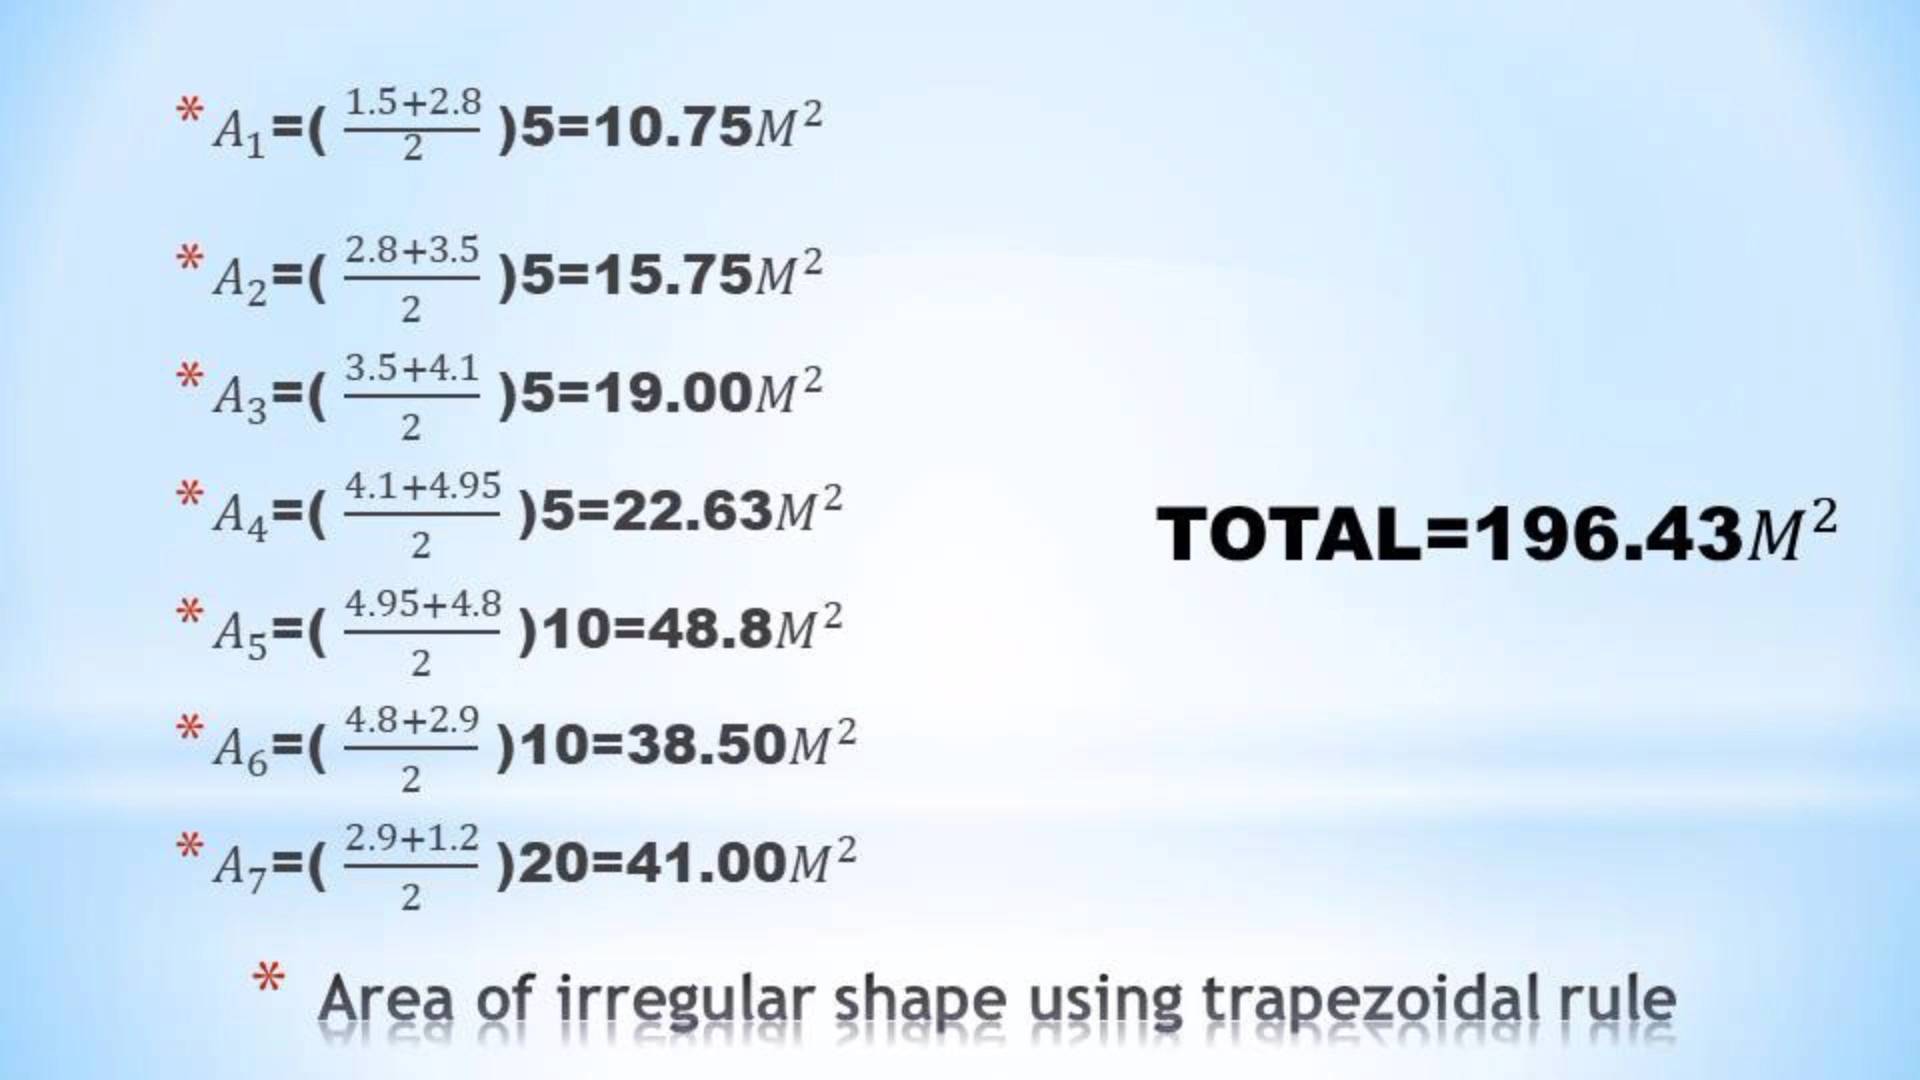 * A₁=( (1.5+2.8)/2 )5=10.75M²
* A₂=( (2.8+3.5)/2 )5=15.75M²
* A₃=( (3.5+4.1)/2 )5=19.00M²
* A₄=( (4.1+4.95)/2 )5=22.63M²
TOTAL=196.43M²
* A₅=( (4.95+4.8)/2 )10=48.8M²
* A₆=( (4.8+2.9)/2 )10=38.50M²
* A₇=( (2.9+1.2)/2 )20=41.00M²
* Area of irregular shape using trapezoidal rule